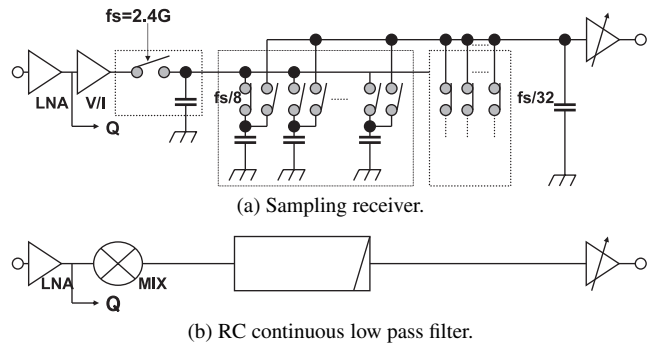 fs=2.4G
LNA
V/I
Q
fs/8
fs/32
(a) Sampling receiver.
LNA
MIX
Q
(b) RC continuous low pass filter.